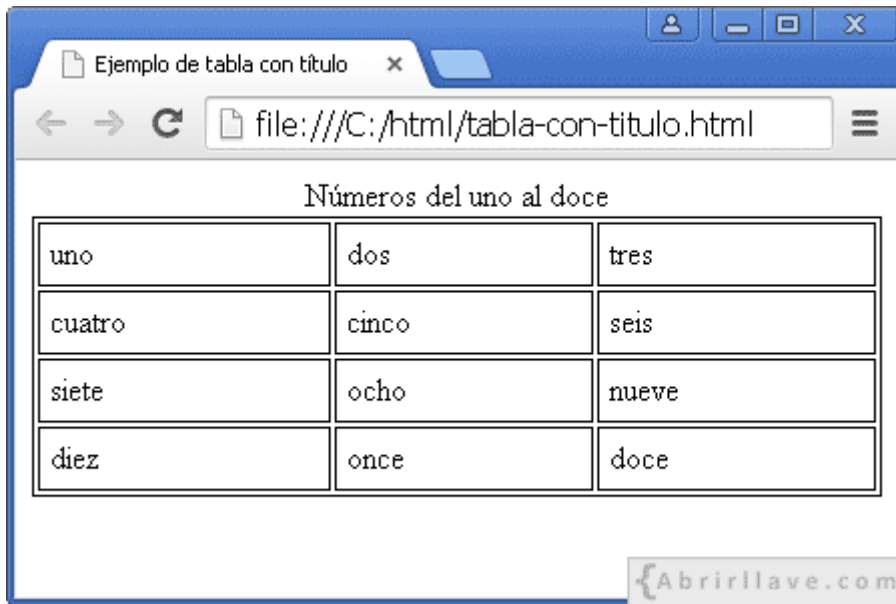 Ejemplo de tabla con título
file:///C:/html/tabla-con-titulo.html
Números del uno al doce
uno dos tres
cuatro cinco seis
siete ocho nueve
diez once doce
{Abrirllave.com